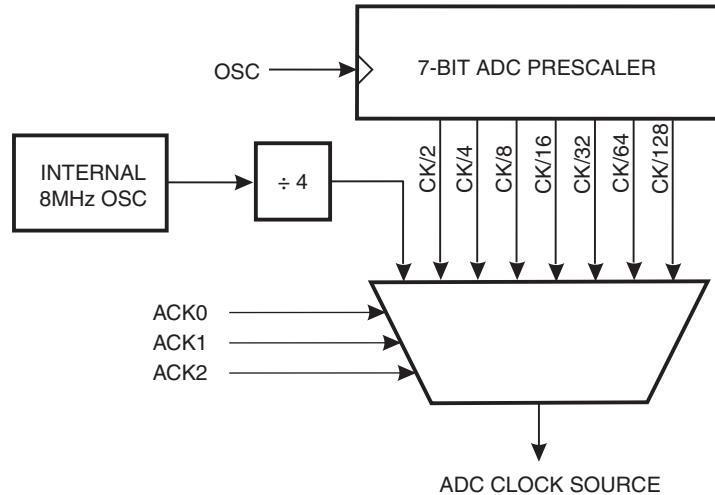 7-BIT ADC PRESCALER
OSC
CK/2
CK/4
CK/8
CK/16
CK/32
CK/64
CK/128
INTERNAL
8MHz OSC
÷ 4
ACK0
ACK1
ACK2
ADC CLOCK SOURCE